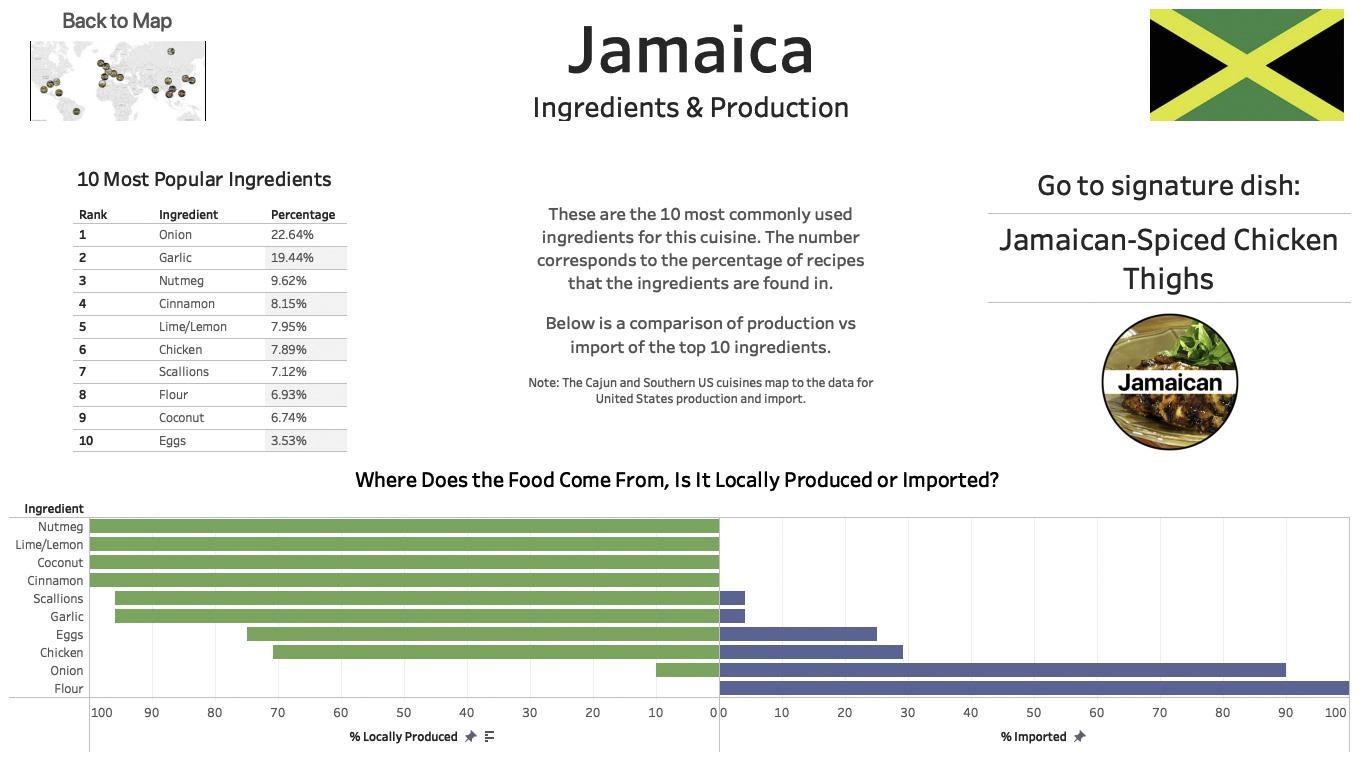 Back to Map
Jamaica
Ingredients & Production
10 Most Popular Ingredients
Rank Ingredient Percentage
1 Onion 22.64%
2 Garlic 19.44%
3 Nutmeg 9.62%
4 Cinnamon 8.15%
5 Lime/Lemon 7.95%
6 Chicken 7.89%
7 Scallions 7.12%
8 Flour 6.93%
9 Coconut 6.74%
10 Eggs 3.53%
These are the 10 most commonly used
ingredients for this cuisine. The number
corresponds to the percentage of recipes
that the ingredients are found in.
Below is a comparison of production vs
import of the top 10 ingredients.
Note: The Cajun and Southern US cuisines map to the data for
United States production and import.
Go to signature dish:
Jamaican-Spiced Chicken
Thighs
Jamaican
Where Does the Food Come From, Is It Locally Produced or Imported?
Ingredient
Nutmeg
Lime/Lemon
Coconut
Cinnamon
Scallions
Garlic
Eggs
Chicken
Onion
Flour
100 90 80 70 60 50 40 30 20 10 0 0 10 20 30 40 50 60 70 80 90 100
% Locally Produced % Imported